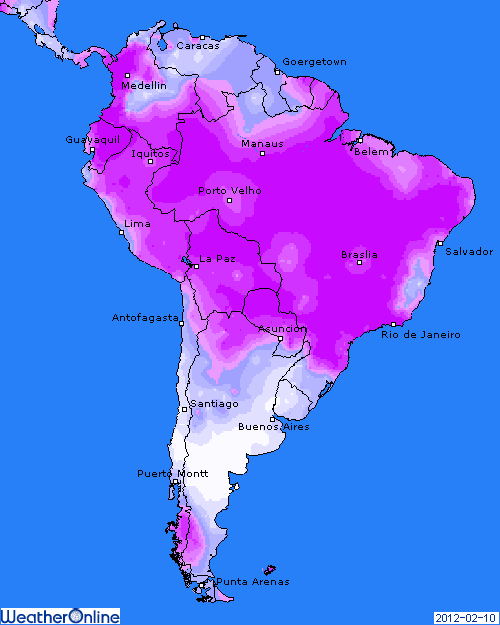 Caracas
Goergetown
Medellin
Guayaquil
Iquitos
Manaus
Belem
Porto Velho
Lima
La Paz
Braslia
Salvador
Antofagasta
Asuncion
Rio de Janeiro
Santiago
Buenos Aires
Puerto Montt
Punta Arenas
WeatherOnline
2012-02-10